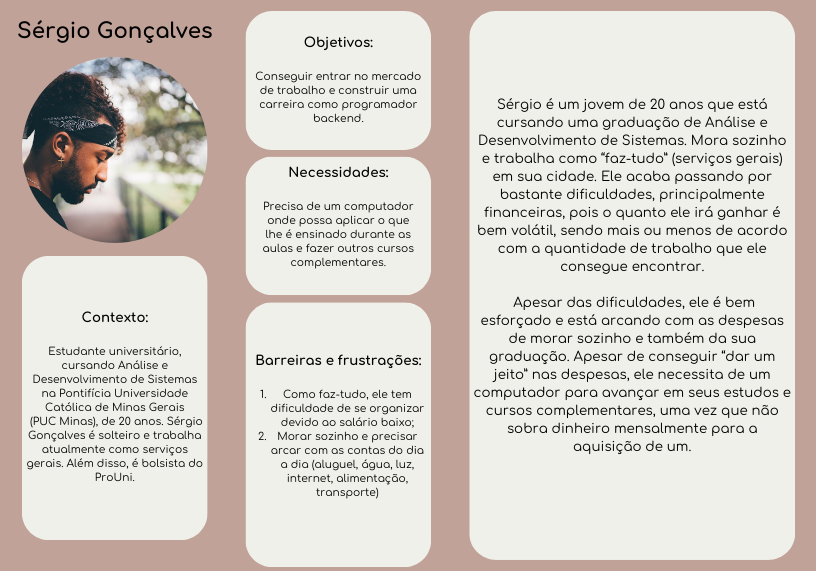 Sérgio Gonçalves
Contexto:
Estudante universitário,
cursando Análise e
Desenvolvimento de Sistemas
na Pontifícia Universidade
Católica de Minas Gerais
(PUC Minas), de 20 anos. Sérgio
Gonçalves é solteiro e trabalha
atualmente como serviços
gerais. Além disso, é bolsista do
ProUni.
Objetivos:
Conseguir entrar no mercado
de trabalho e construir uma
carreira como programador
backend.
Necessidades:
Precisa de um computador
onde possa aplicar o que
lhe é ensinado durante as
aulas e fazer outros cursos
complementares.
Barreiras e frustrações:
1. Como faz-tudo, ele tem
dificuldade de se organizar
devido ao salário baixo;
2. Morar sozinho e precisar
arcar com as contas do dia
a dia (aluguel, água, luz,
internet, alimentação,
transporte)
Sérgio é um jovem de 20 anos que está
cursando uma graduação de Análise e
Desenvolvimento de Sistemas. Mora sozinho
e trabalha como “faz-tudo” (serviços gerais)
em sua cidade. Ele acaba passando por
bastante dificuldades, principalmente
financeiras, pois o quanto ele irá ganhar é
bem volátil, sendo mais ou menos de acordo
com a quantidade de trabalho que ele
consegue encontrar.
Apesar das dificuldades, ele é bem
esforçado e está arcando com as despesas
de morar sozinho e também da sua
graduação. Apesar de conseguir “dar um
jeito” nas despesas, ele necessita de um
computador para avançar em seus estudos e
cursos complementares, uma vez que não
sobra dinheiro mensalmente para a
aquisição de um.